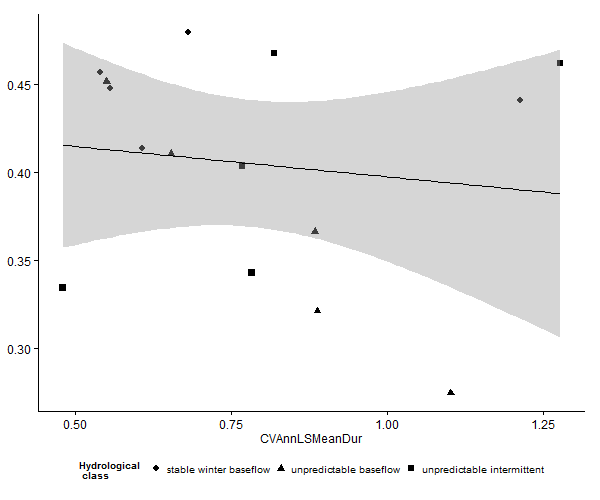 0.45
0.40
0.35
0.30
0.50 0.75 1.00 1.25
CVAnnLSMeanDur
Hydrological
class
stable winter baseflow unpredictable baseflow unpredictable intermittent